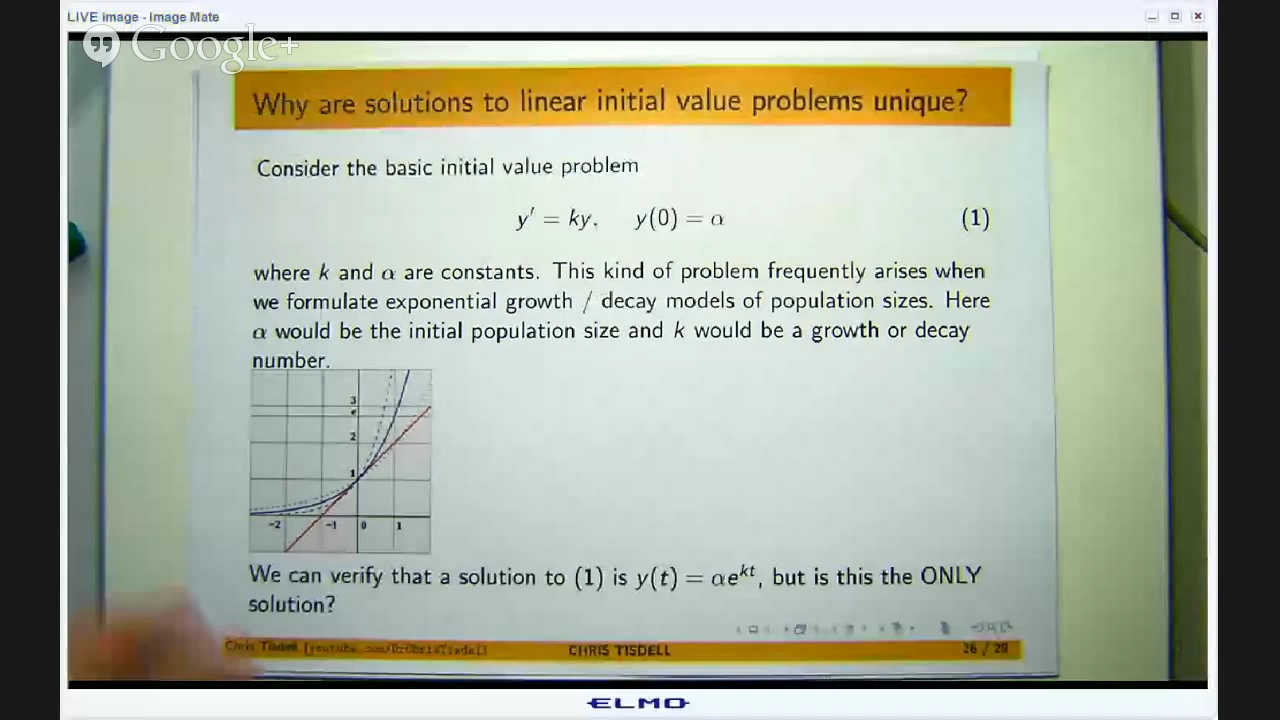 LIVE image - Image Mate
Google+
Why are solutions to linear initial value problems unique?
Consider the basic initial value problem
y′ = ky, y(0) = α (1)
where k and α are constants. This kind of problem frequently arises when
we formulate exponential growth / decay models of population sizes. Here
α would be the initial population size and k would be a growth or decay
number.
3
e
2
1
-2 -1 0 1
We can verify that a solution to (1) is y(t) = αe^{kt}, but is this the ONLY
solution?
Chris Tisdell [youtube.com/DrChrisTisdell] CHRIS TISDELL 26 / 29
ELMO